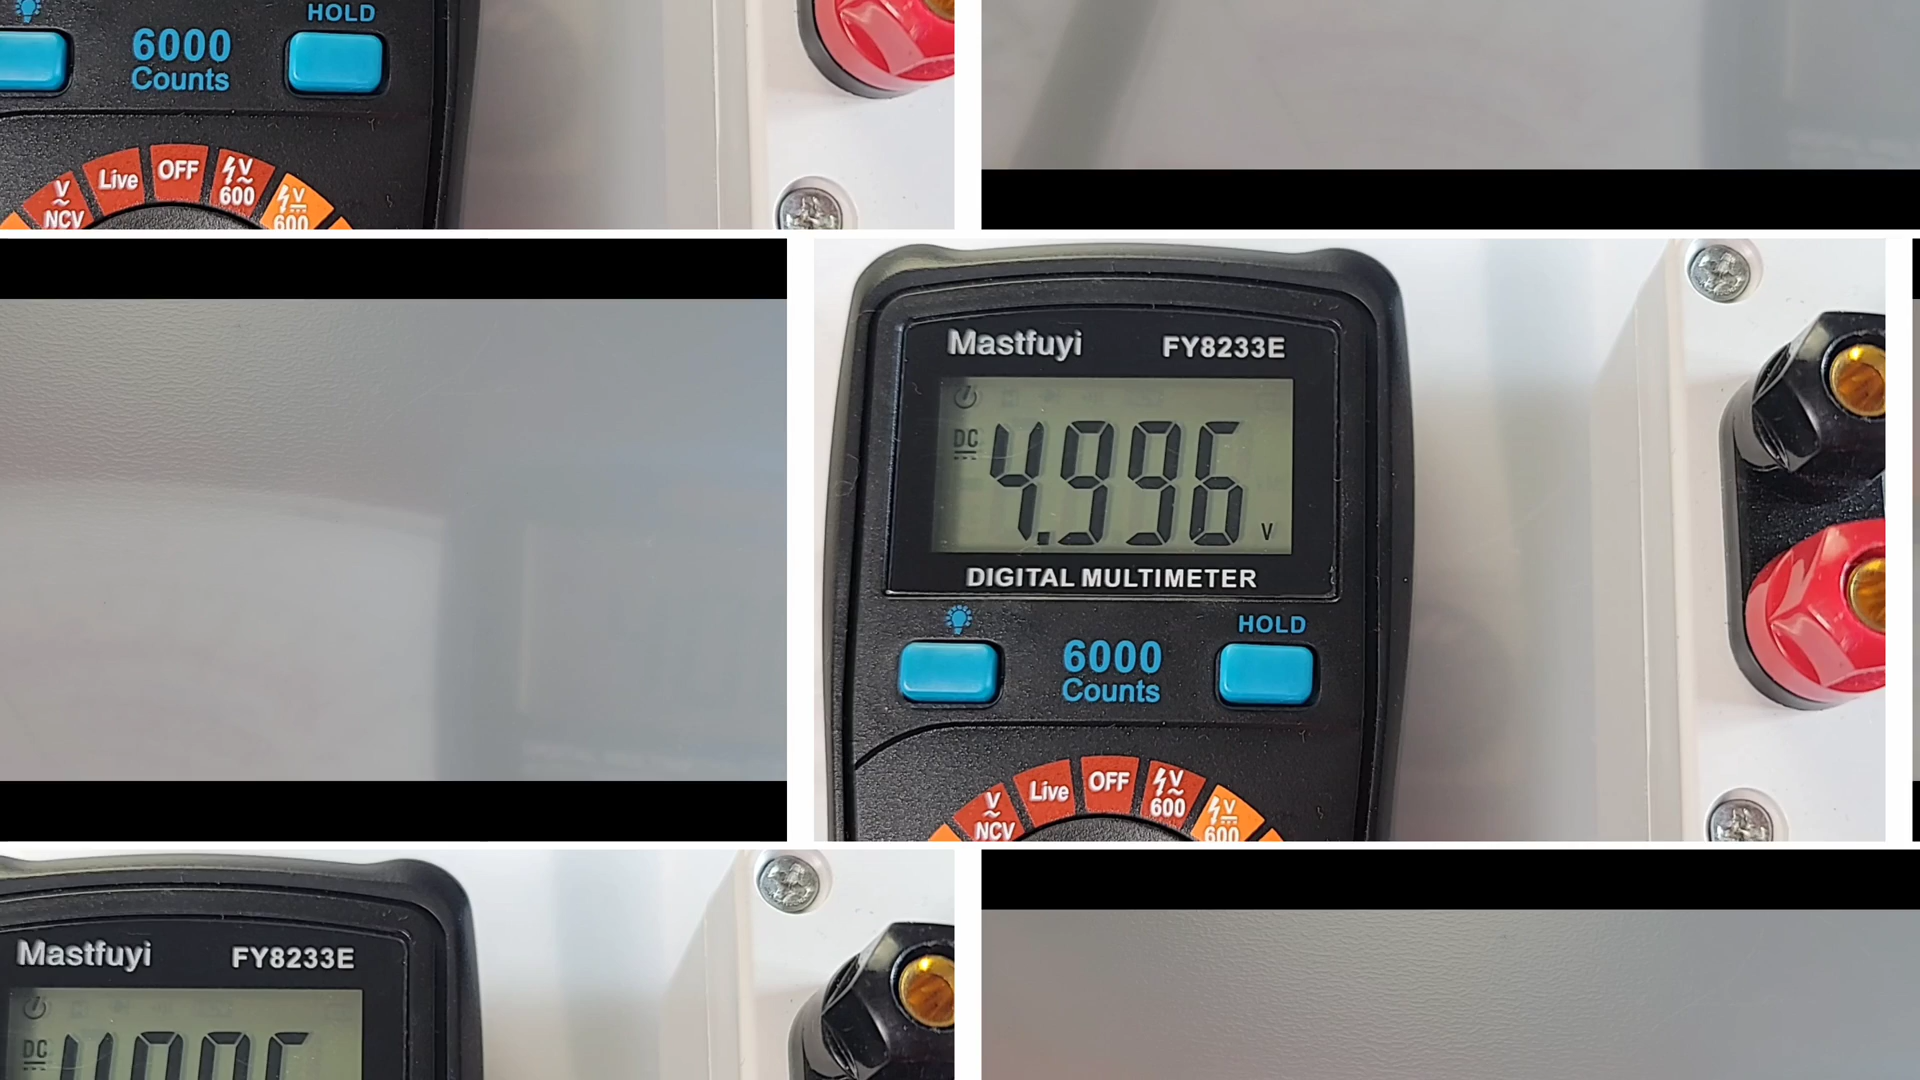 HOLD
6000
Counts
V~ NCV
Live
OFF
V~ 600
V⎓ 600
Mastfuyi FY8233E
DC
4.996 V
DIGITAL MULTIMETER
HOLD
6000
Counts
V~ NCV
Live
OFF
V~ 600
V⎓ 600
Mastfuyi FY8233E
DC